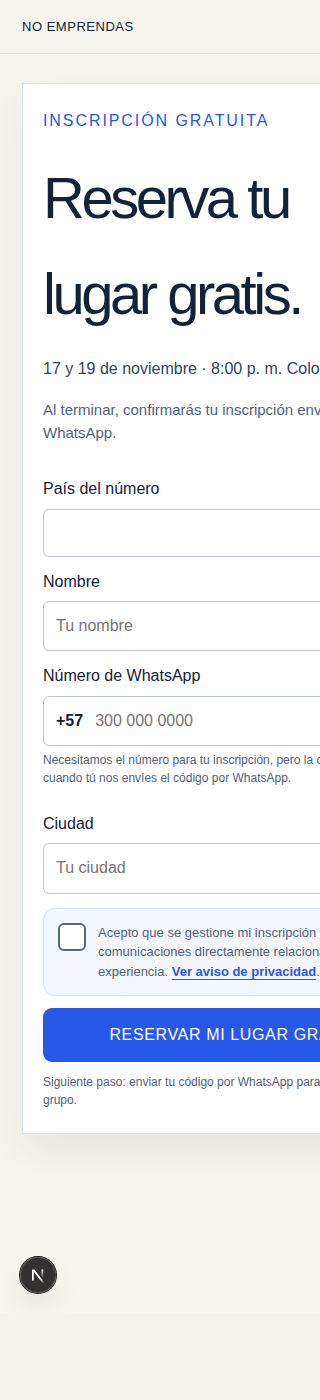 NO EMPRENDAS
INSCRIPCIÓN GRATUITA
Reserva tu
lugar gratis.
17 y 19 de noviembre · 8:00 p. m. Colo
Al terminar, confirmarás tu inscripción env
WhatsApp.
País del número
Nombre
Tu nombre
Número de WhatsApp
+57 300 000 0000
Necesitamos el número para tu inscripción, pero la c
cuando tú nos envíes el código por WhatsApp.
Ciudad
Tu ciudad
Acepto que se gestione mi inscripción
comunicaciones directamente relacion
experiencia. Ver aviso de privacidad.
RESERVAR MI LUGAR GRA
Siguiente paso: enviar tu código por WhatsApp para
grupo.
N